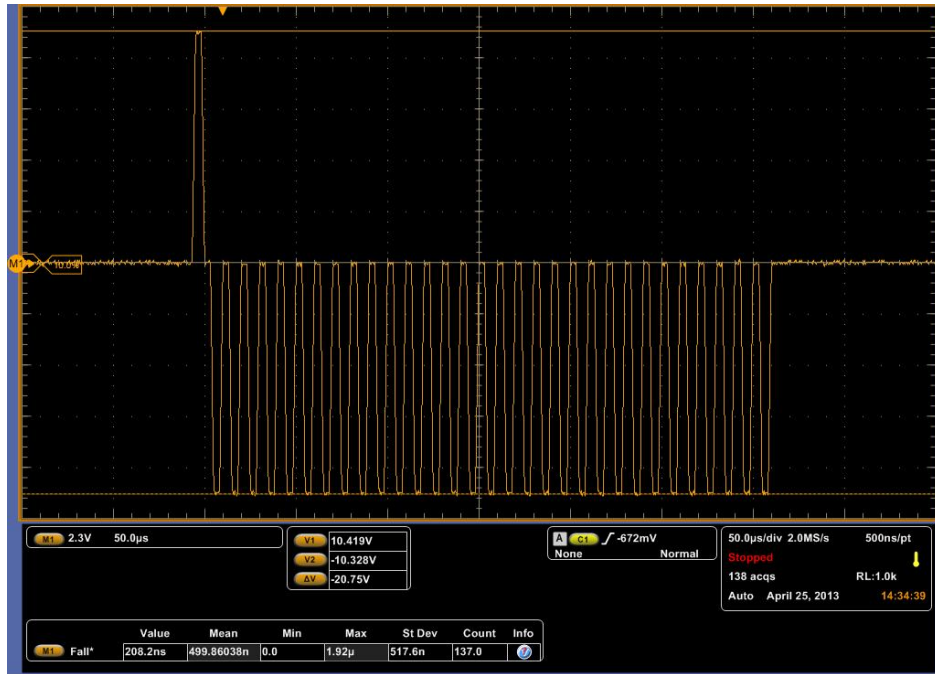 M1 10.0%
M1 2.3V 50.0µs
V1 10.419V
V2 -10.328V
ΔV -20.75V
A C1 -672mV
None Normal
50.0µs/div 2.0MS/s 500ns/pt
Stopped
138 acqs RL:1.0k
Auto April 25, 2013 14:34:39
Value Mean Min Max St Dev Count Info
M1 Fall* 208.2ns 499.86038n 0.0 1.92µ 517.6n 137.0